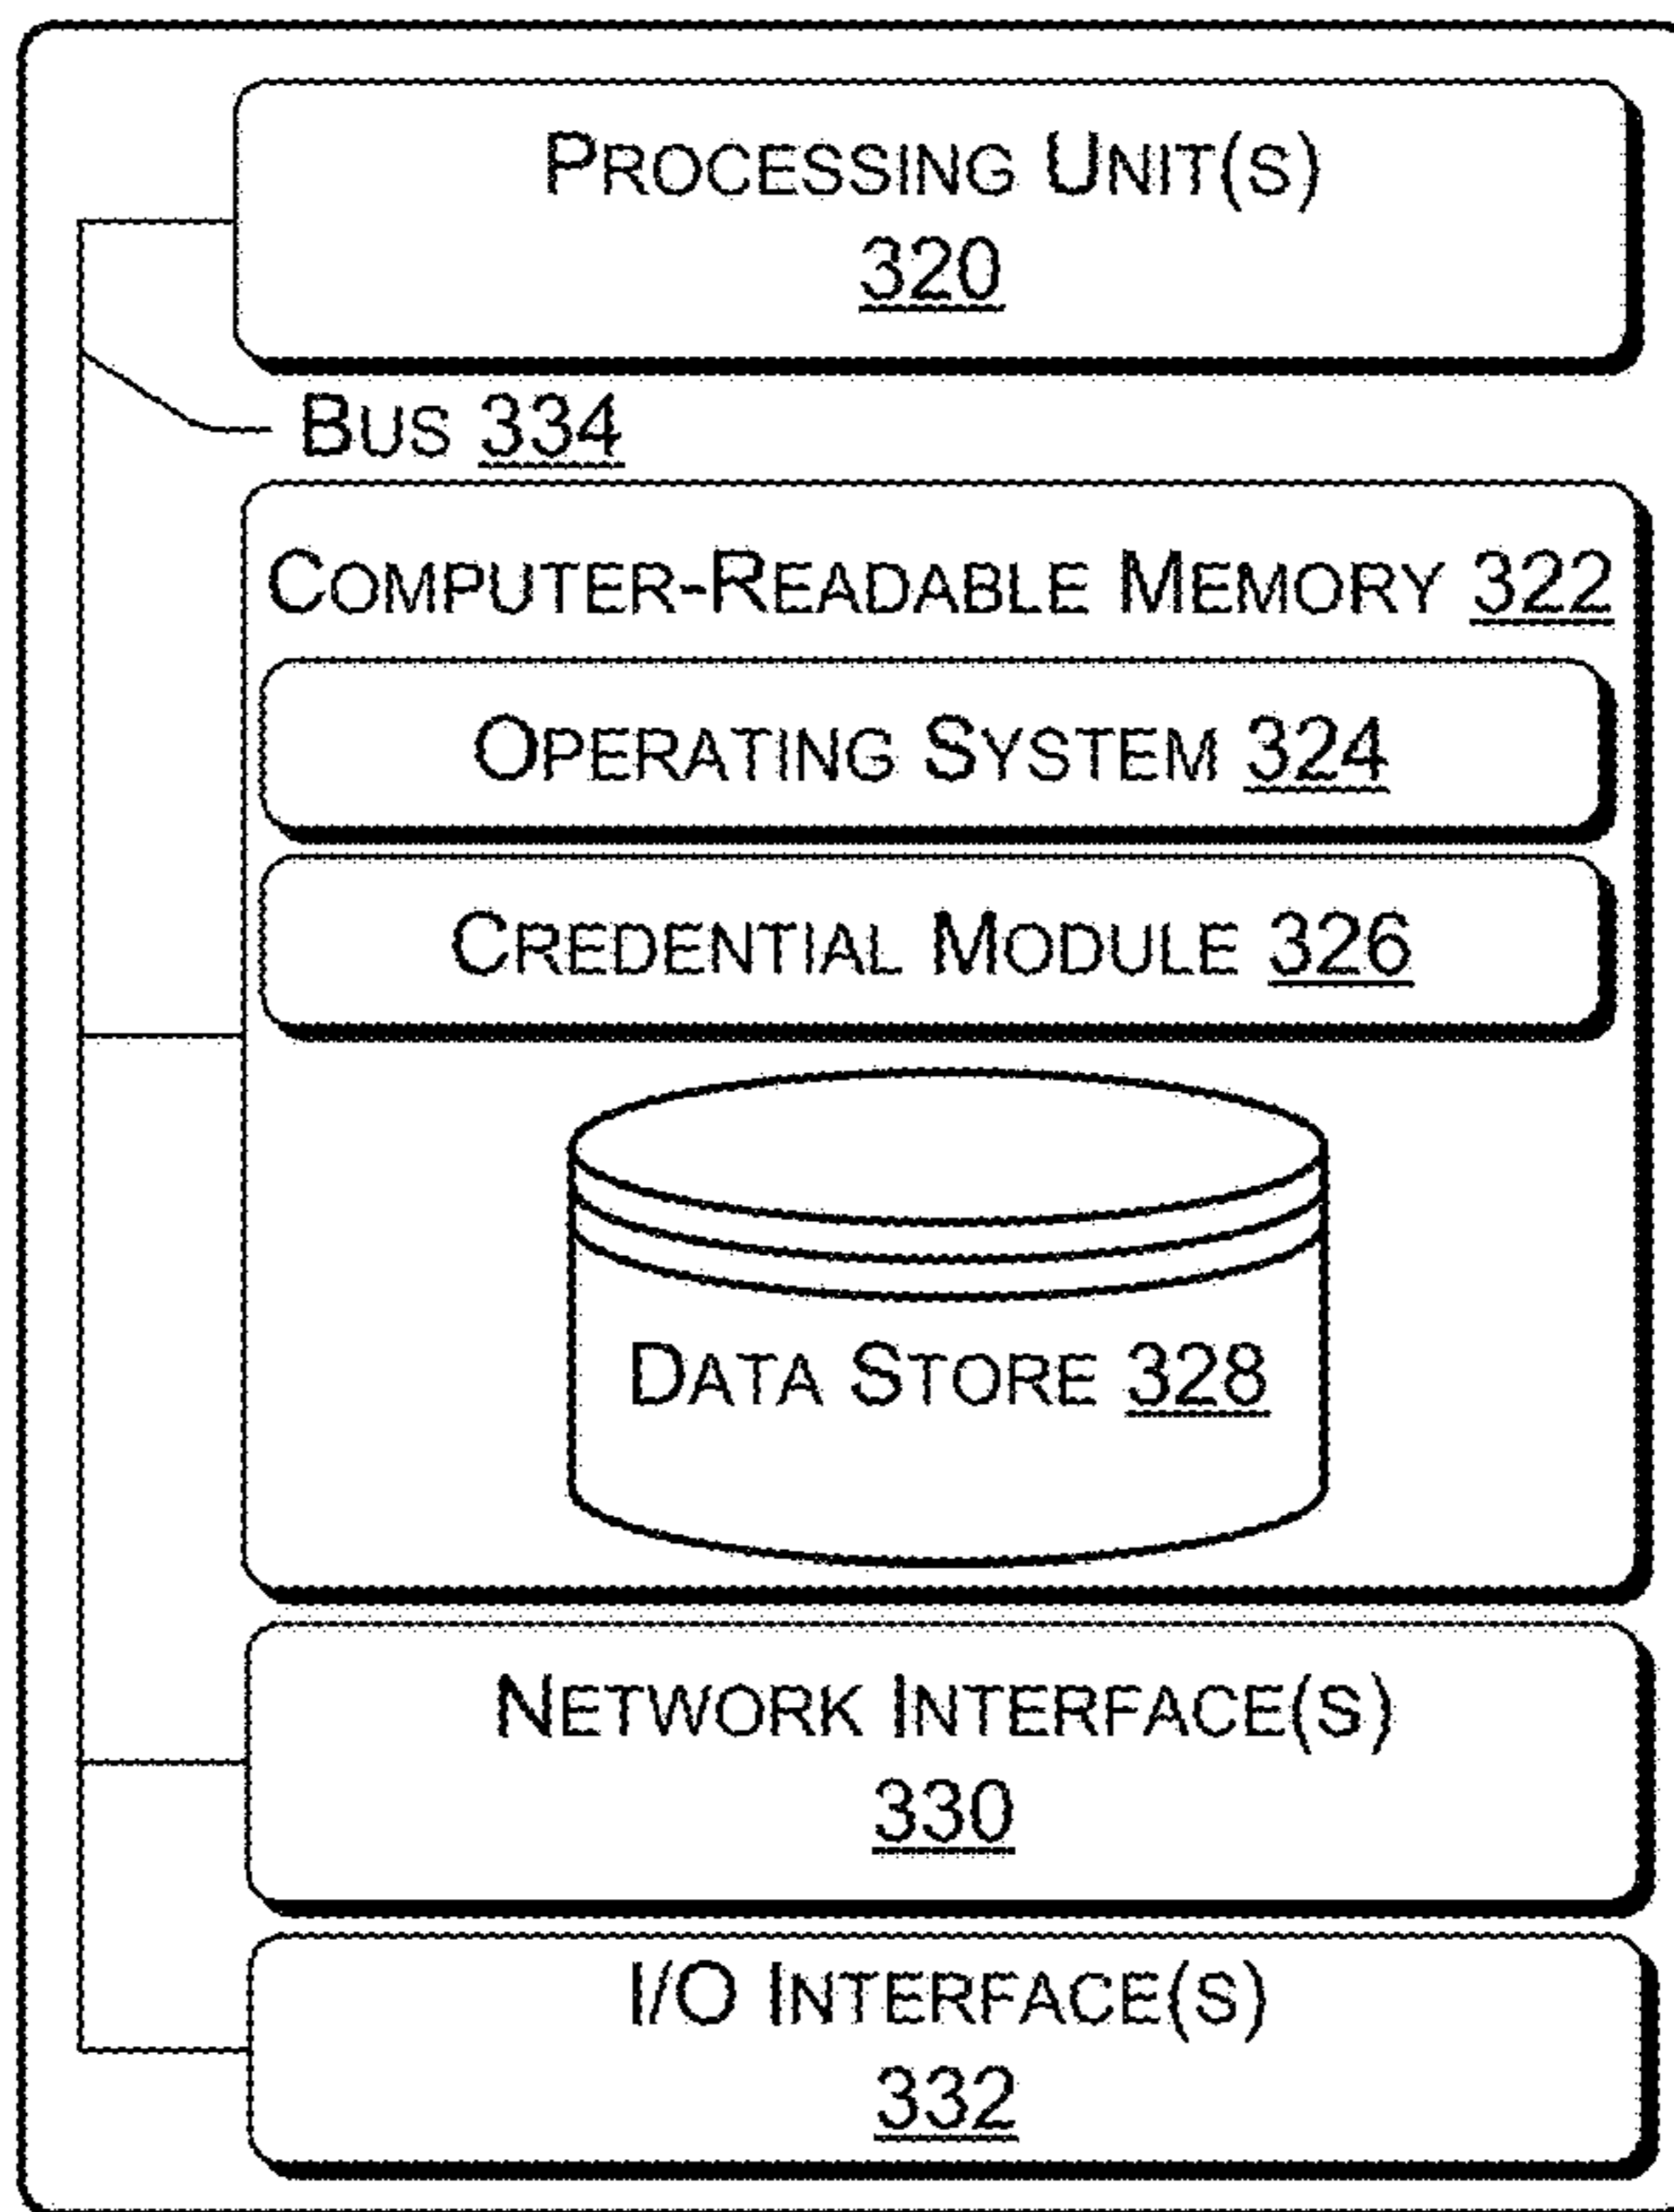 PROCESSING UNIT(S)
320
BUS 334
COMPUTER-READABLE MEMORY 322
OPERATING SYSTEM 324
CREDENTIAL MODULE 326
DATA STORE 328
NETWORK INTERFACE(S)
330
I/O INTERFACE(S)
332